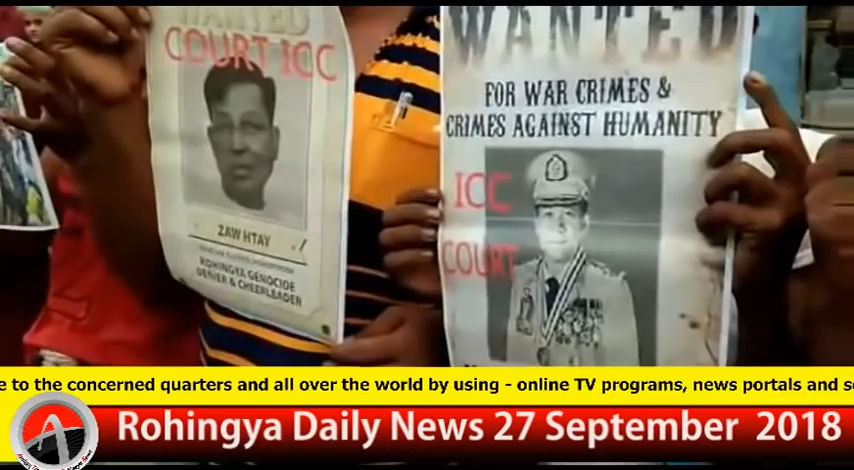 WANTED
COURT ICC
ZAW HTAY
ROHINGYA GENOCIDE
DENIER & CHEERLEADER
WANTED
FOR WAR CRIMES &
CRIMES AGAINST HUMANITY
ICC
COURT
e to the concerned quarters and all over the world by using - online TV programs, news portals and s
Rohingya Daily News 27 September 2018